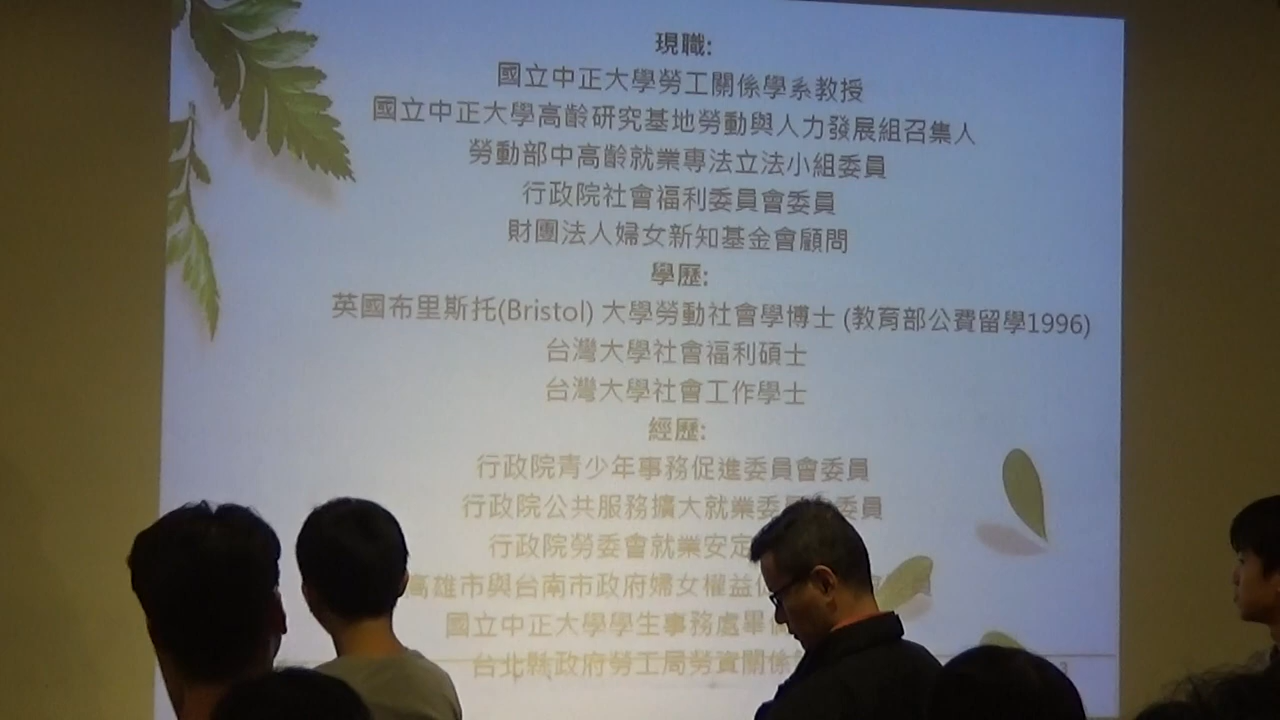 現職:
國立中正大學勞工關係學系教授
國立中正大學高齡研究基地勞動與人力發展組召集人
勞動部中高齡就業專法立法小組委員
行政院社會福利委員會委員
財團法人婦女新知基金會顧問
學歷:
英國布里斯托(Bristol) 大學勞動社會學博士 (教育部公費留學1996)
台灣大學社會福利碩士
台灣大學社會工作學士
經歷:
行政院青少年事務促進委員會委員
行政院公共服務擴大就業委 委員
行政院勞委會就業安定
高雄市與台南市政府婦女權益
國立中正大學學生事務處畢
台北縣政府勞工局勞資關係
3